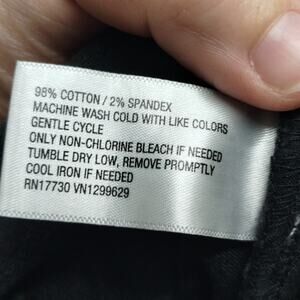 98% COTTON / 2% SPANDEX
MACHINE WASH COLD WITH LIKE COLORS
GENTLE CYCLE
ONLY NON-CHLORINE BLEACH IF NEEDED
TUMBLE DRY LOW, REMOVE PROMPTLY
COOL IRON IF NEEDED
RN17730 VN1299629